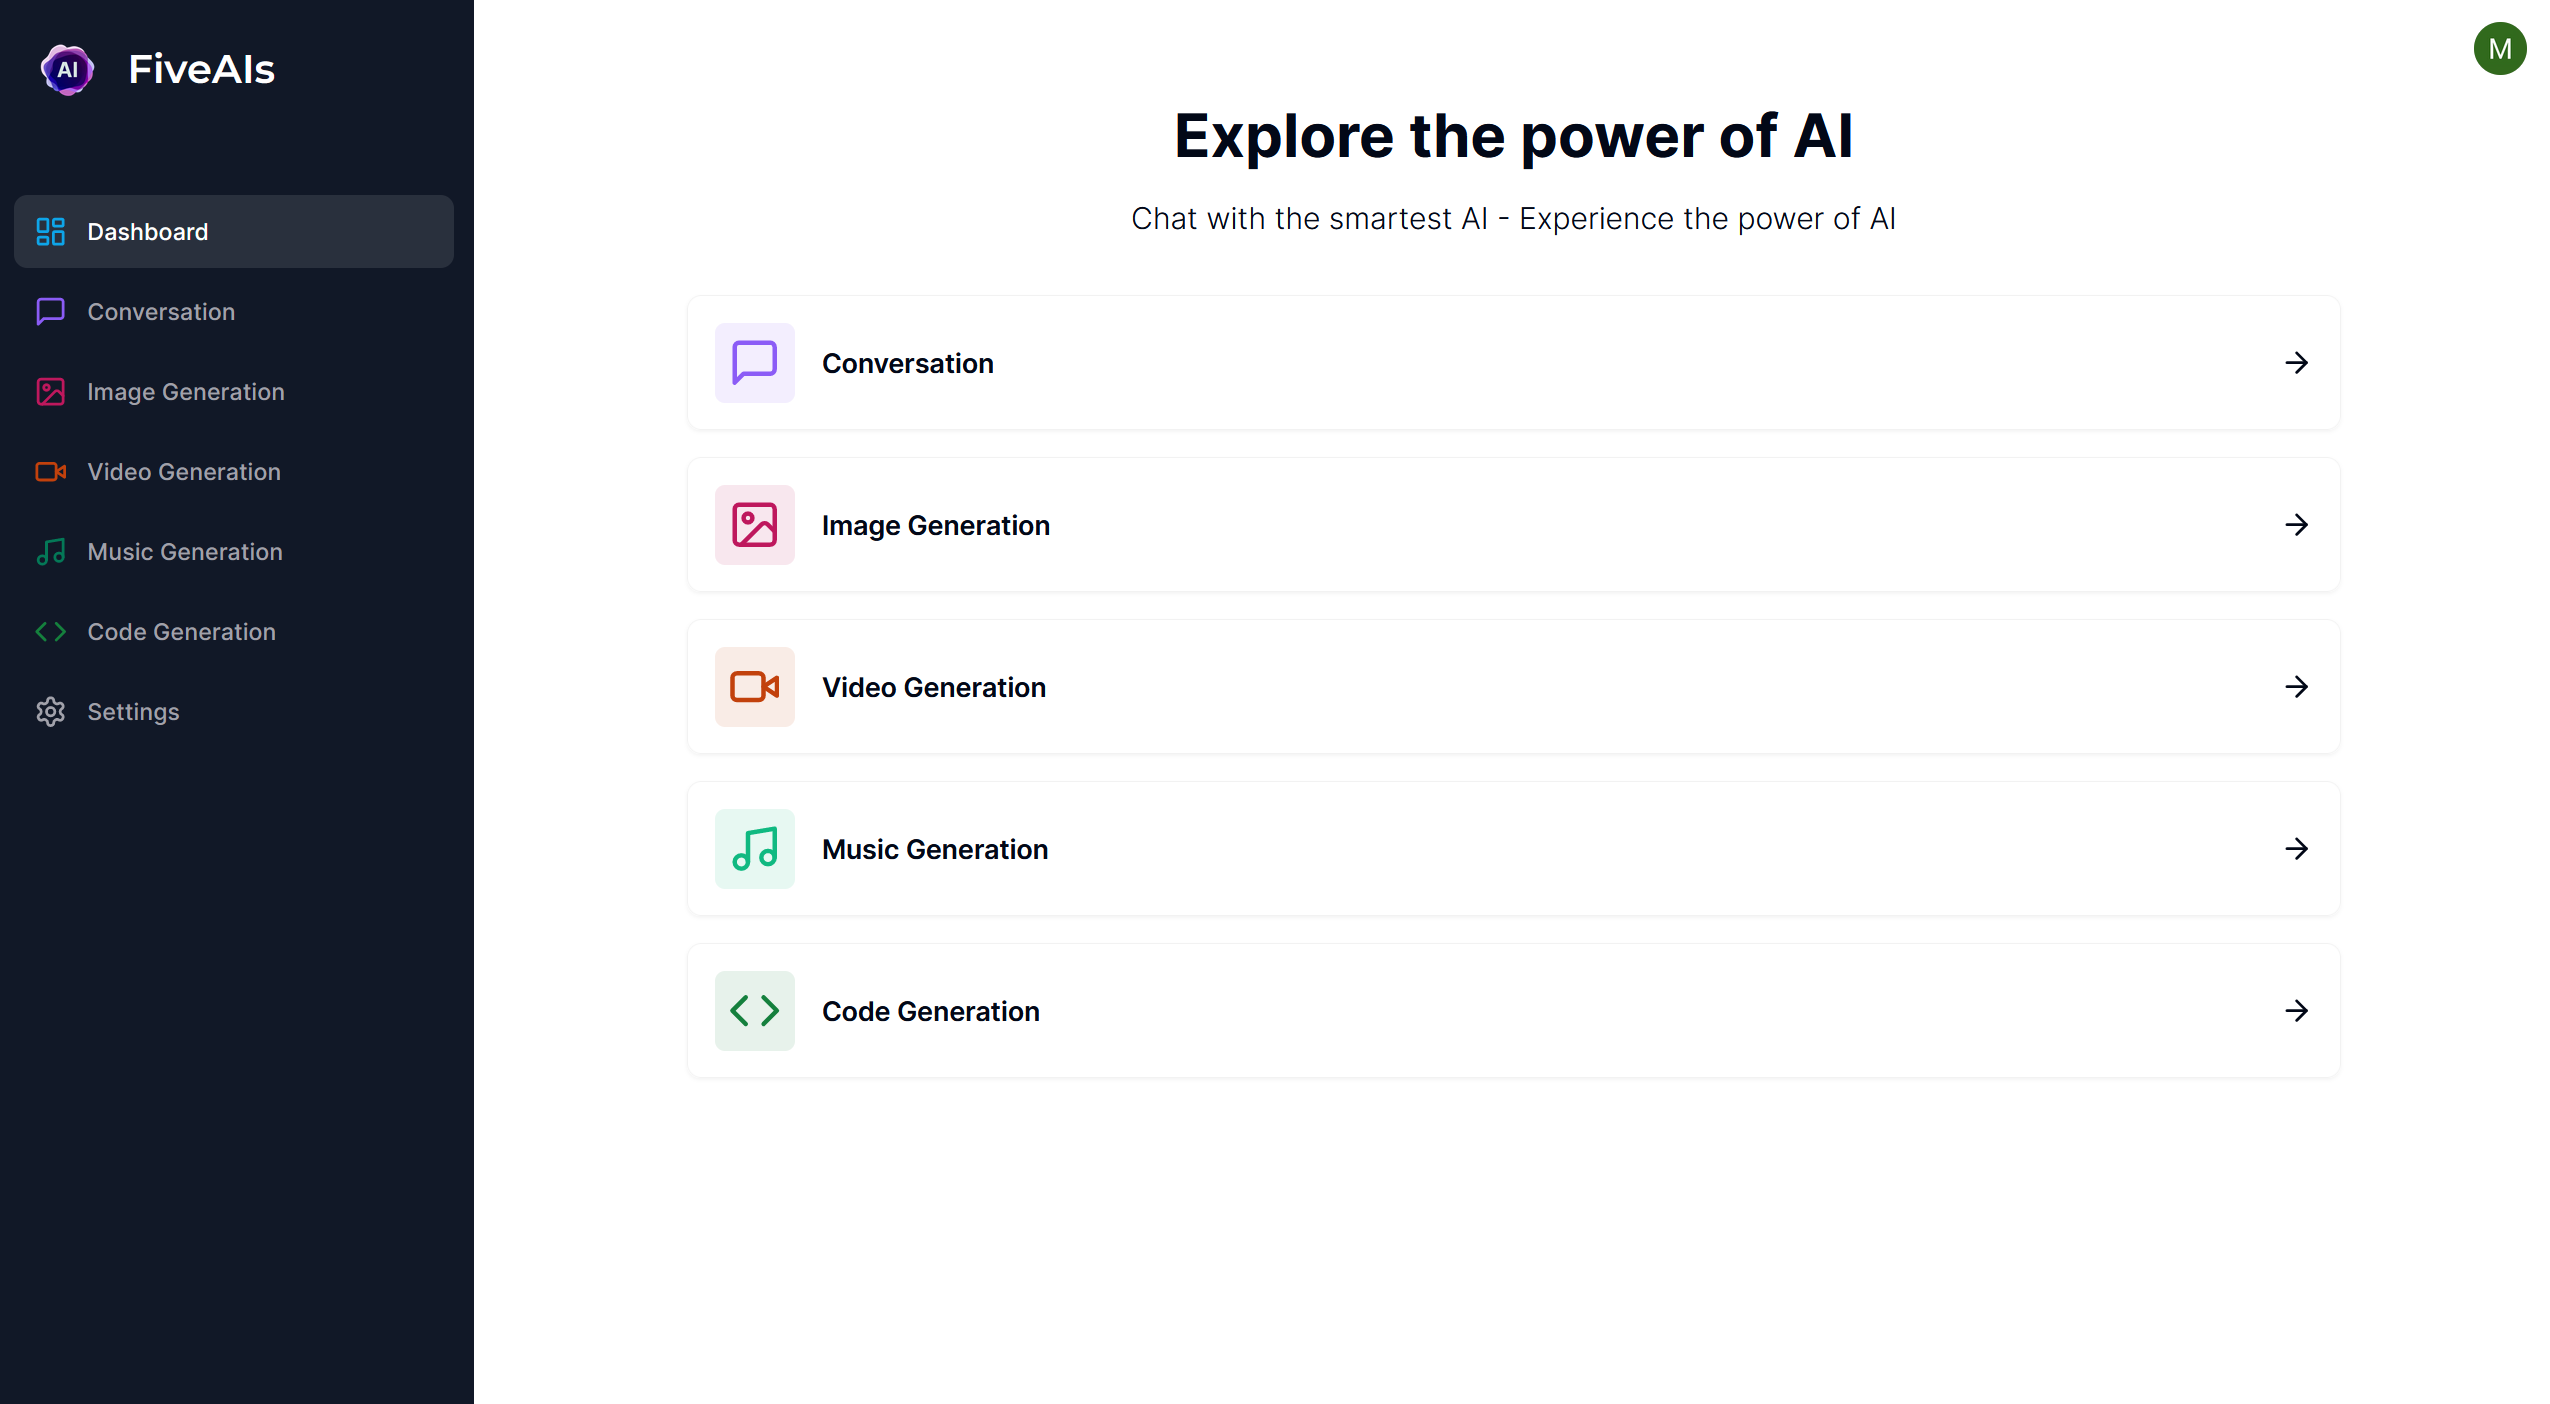 AI
FiveAIs
Dashboard
Conversation
Image Generation
Video Generation
Music Generation
Code Generation
Settings
M
Explore the power of AI
Chat with the smartest AI - Experience the power of AI
Conversation
Image Generation
Video Generation
Music Generation
Code Generation